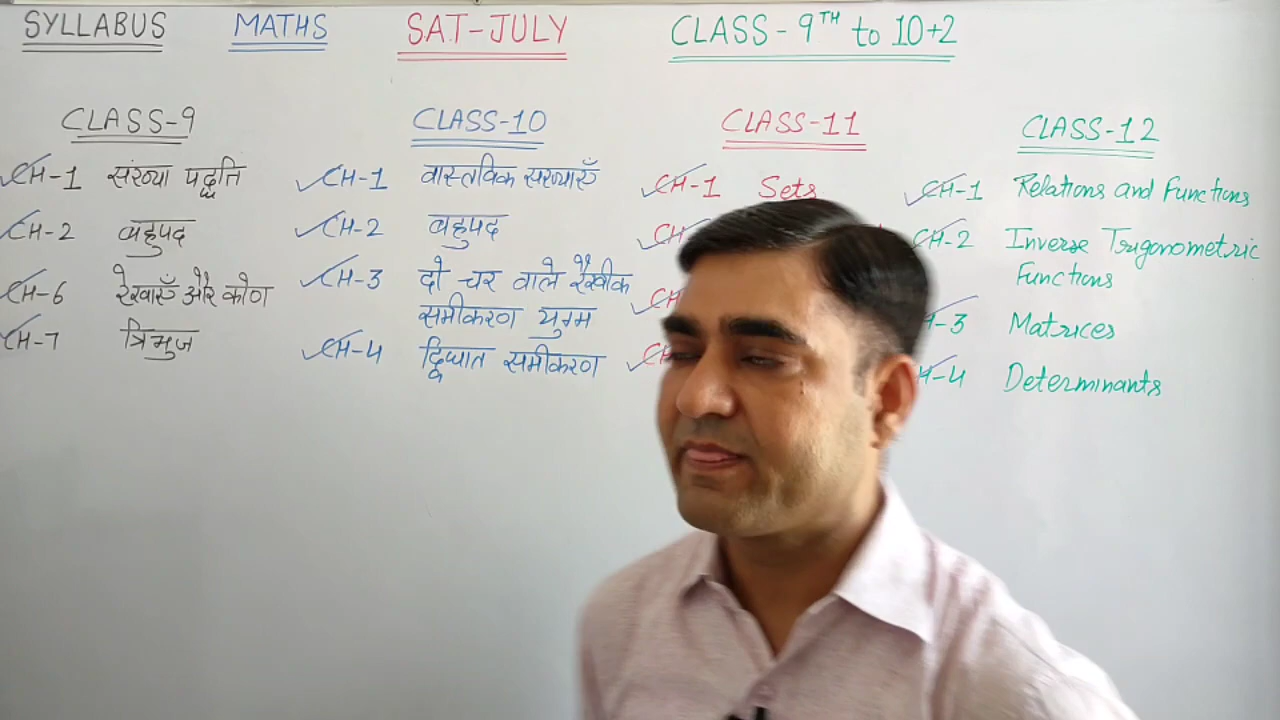 SYLLABUS MATHS SAT-JULY CLASS-9TH to 10+2
CLASS-9
CH-1 संख्या पद्धति
CH-2 बहुपद
CH-6 रेखाएँ और कोण
CH-7 त्रिभुज
CLASS-10
CH-1 वास्तविक संख्याएँ
CH-2 बहुपद
CH-3 दो चर वाले रैखीक
समीकरण युग्म
CH-4 द्विघात समीकरण
CLASS-11
CH-1 Sets
CLASS-12
CH-1 Relations and Functions
CH-2 Inverse Trigonometric
Functions
H-3 Matrices
H-4 Determinants